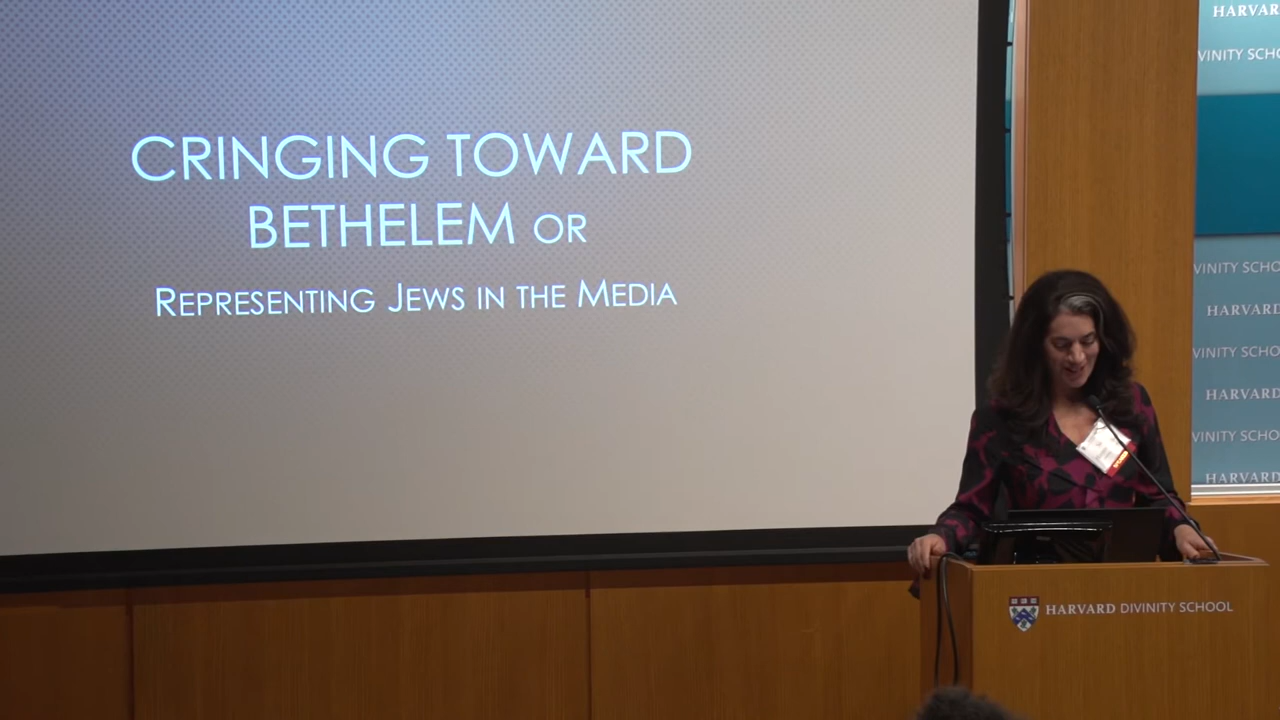 CRINGING TOWARD
BETHELEM OR
REPRESENTING JEWS IN THE MEDIA
HARVAR
VINITY SCHO
VINITY SCHO
HARVARD
VINITY SCHO
HARVARD
VINITY SCHO
HARVARD
HARVARD DIVINITY SCHOOL